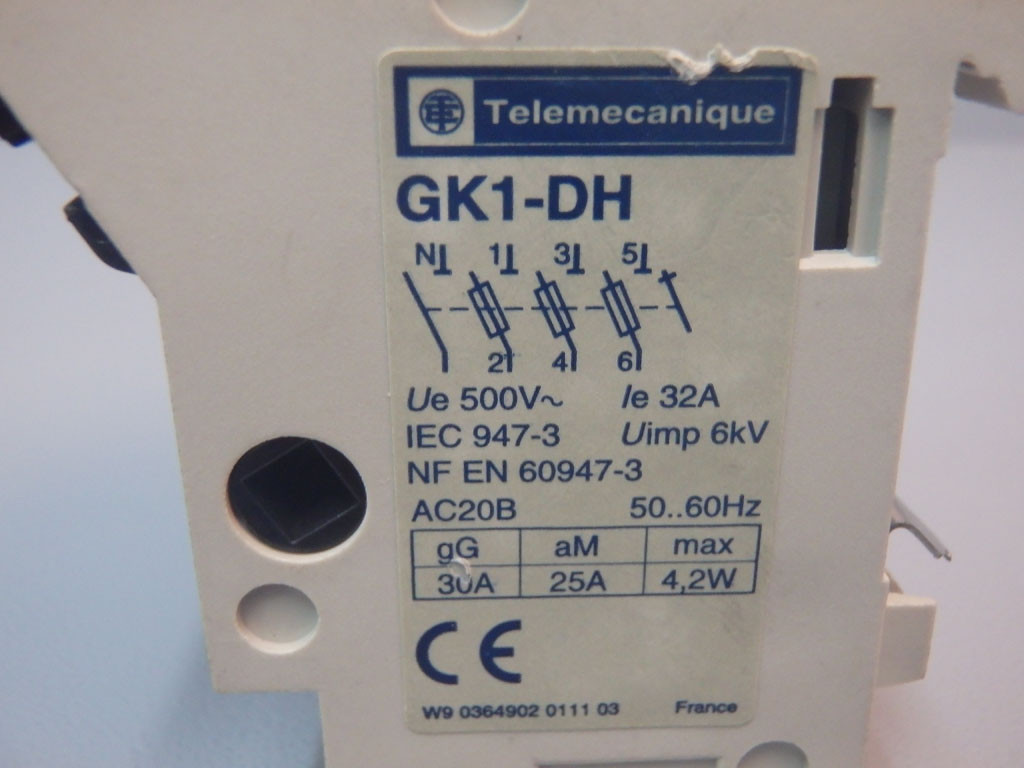 Telemecanique
GK1-DH
N 1 3 5
2 4 6
Ue 500V~ Ie 32A
IEC 947-3 Uimp 6kV
NF EN 60947-3
AC20B 50..60Hz
gG aM max
30A 25A 4,2W
CE
W9 0364902 0111 03 France